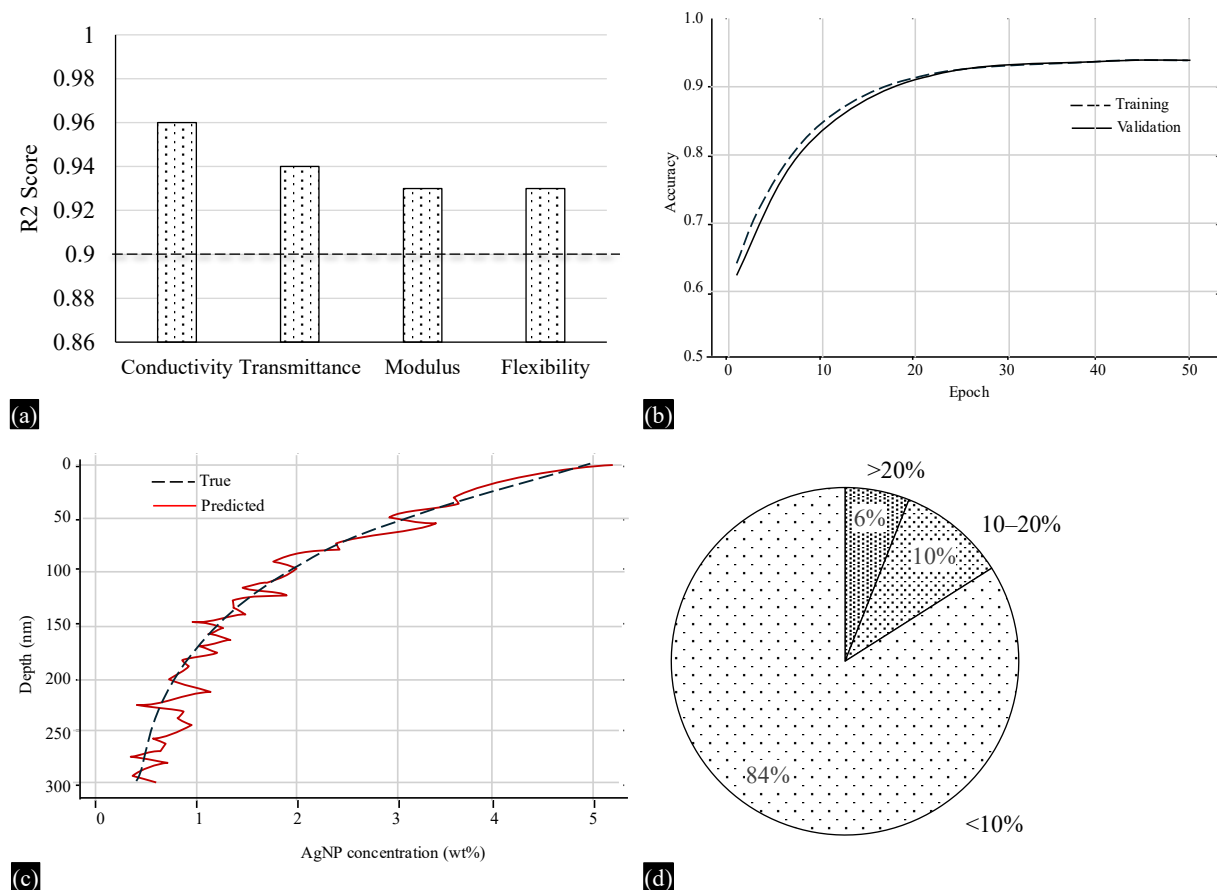 R2 Score
1
0.98
0.96
0.94
0.92
0.9
0.88
0.86
Conductivity Transmittance Modulus Flexibility
(a)
Accuracy
1.0
0.9
0.8
0.7
0.6
0.5
Training
Validation
0 10 20 30 40 50
Epoch
(b)
Depth (nm)
0
50
100
150
200
250
300
True
Predicted
0 1 2 3 4 5
AgNP concentration (wt%)
(c)
>20%
6%
10–20%
10%
84%
<10%
(d)